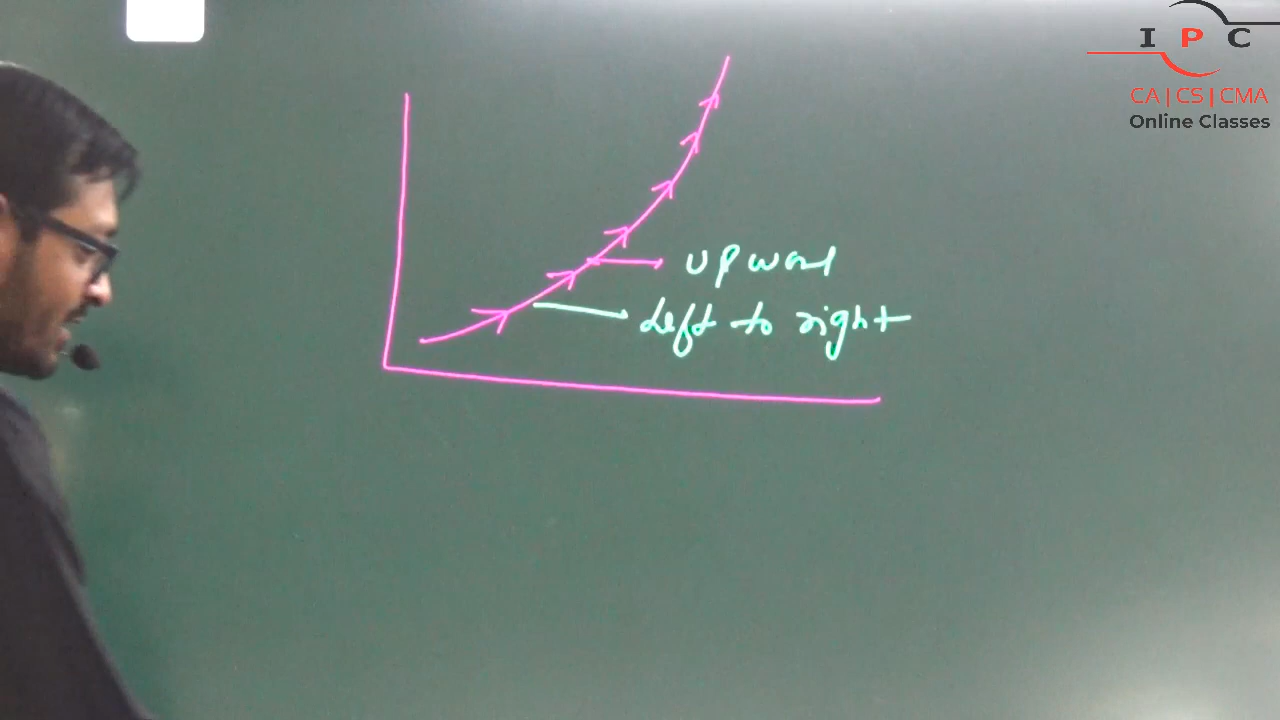 I P C
CA|CS|CMA
Online Classes
upward
Left to right